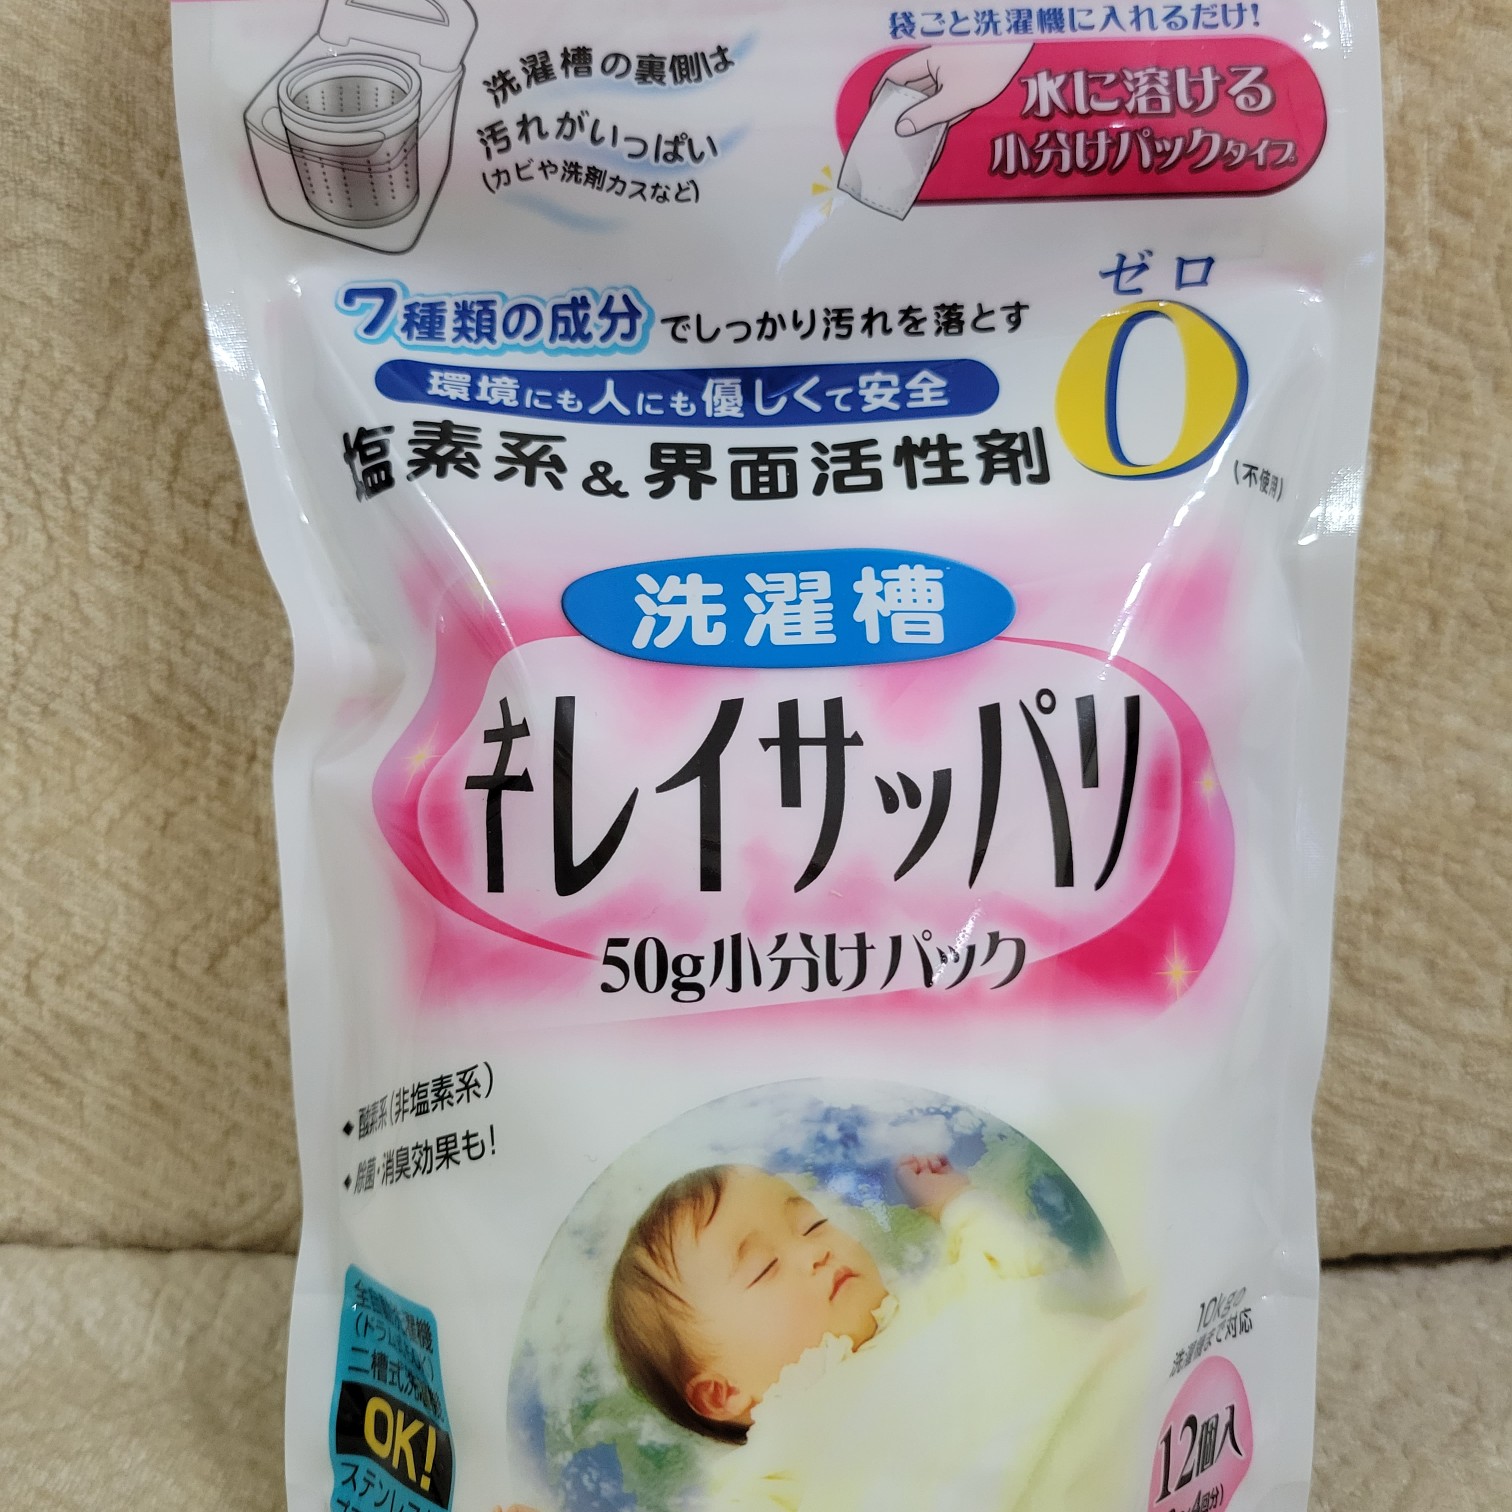 袋ごと洗濯機に入れるだけ!
水に溶ける
小分けパックタイプ
洗濯槽の裏側は
汚れがいっぱい
(カビや洗剤カスなど)
7種類の成分でしっかり汚れを落とす
環境にも人にも優しくて安全
塩素系&界面活性剤
ゼロ
0
(不使用)
洗濯槽
キレイサッパリ
50g小分けパック
◆酸素系(非塩素系)
◆除菌・消臭効果も!
二槽式洗濯機
OK!
10kgの
洗濯機まで対応
12個入